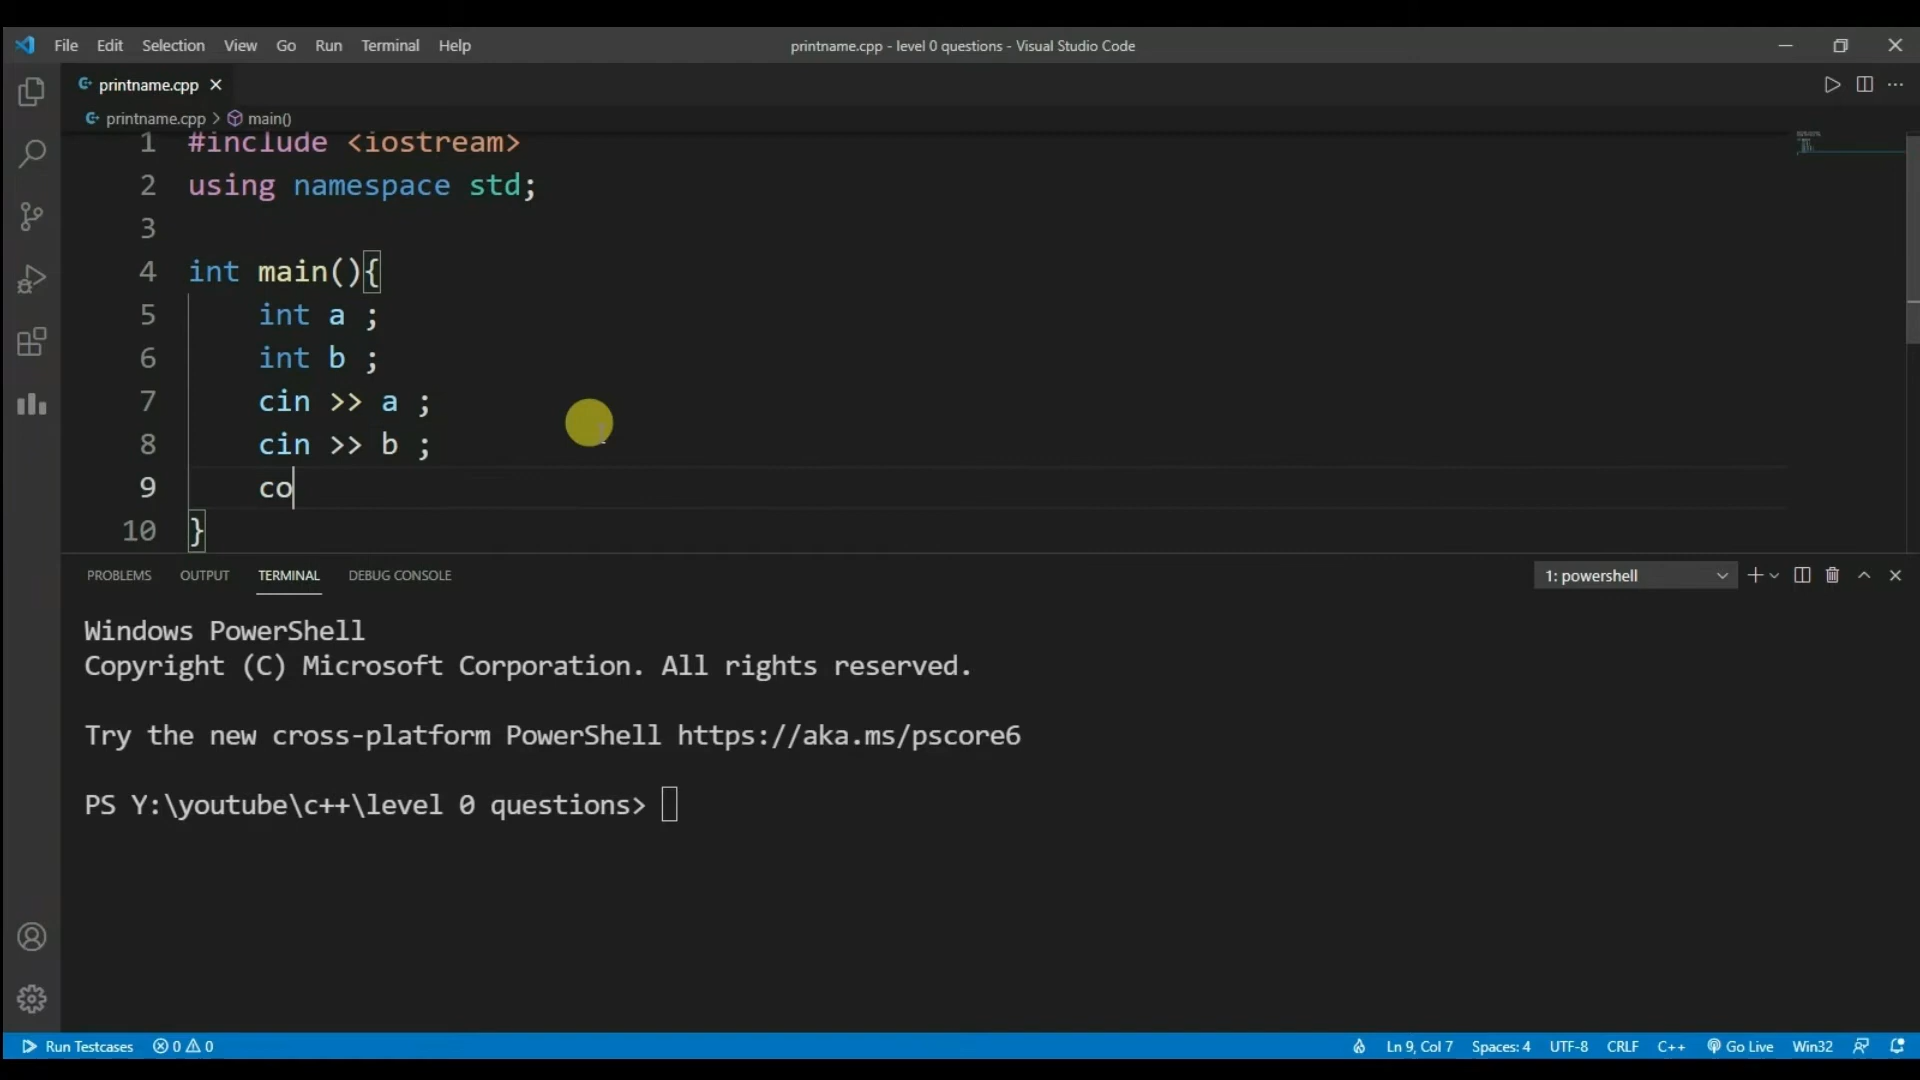 File Edit Selection View Go Run Terminal Help printname.cpp - level 0 questions - Visual Studio Code
printname.cpp
printname.cpp > main()
1 #include <iostream>
2 using namespace std;
3
4 int main(){
5 int a ;
6 int b ;
7 cin >> a ;
8 cin >> b ;
9 co
10 }
PROBLEMS OUTPUT TERMINAL DEBUG CONSOLE 1: powershell
Windows PowerShell
Copyright (C) Microsoft Corporation. All rights reserved.
Try the new cross-platform PowerShell https://aka.ms/pscore6
PS Y:\youtube\c++\level 0 questions>
Run Testcases 0 0 Ln 9, Col 7 Spaces: 4 UTF-8 CRLF C++ Go Live Win32